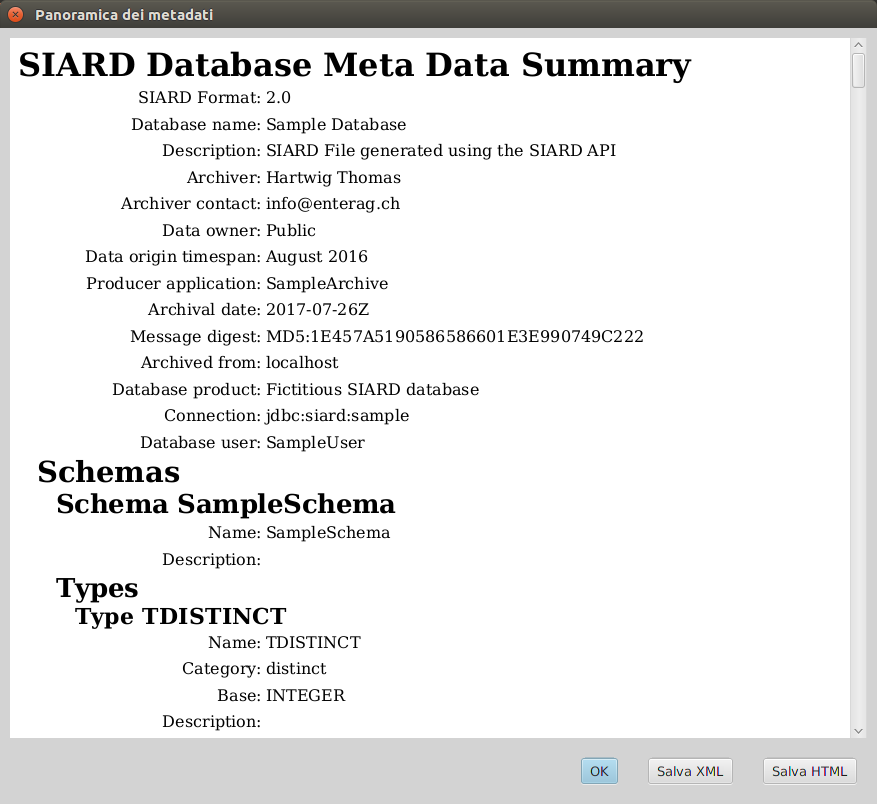 Panoramica dei metadati
SIARD Database Meta Data Summary
SIARD Format: 2.0
Database name: Sample Database
Description: SIARD File generated using the SIARD API
Archiver: Hartwig Thomas
Archiver contact: info@enterag.ch
Data owner: Public
Data origin timespan: August 2016
Producer application: SampleArchive
Archival date: 2017-07-26Z
Message digest: MD5:1E457A5190586586601E3E990749C222
Archived from: localhost
Database product: Fictitious SIARD database
Connection: jdbc:siard:sample
Database user: SampleUser
Schemas
Schema SampleSchema
Name: SampleSchema
Description:
Types
Type TDISTINCT
Name: TDISTINCT
Category: distinct
Base: INTEGER
Description:
OK Salva XML Salva HTML